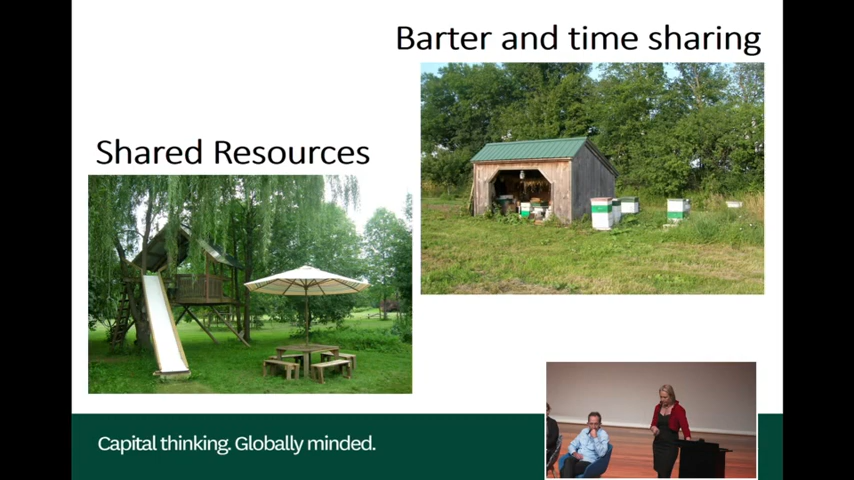 Barter and time sharing
Shared Resources
Capital thinking. Globally minded.